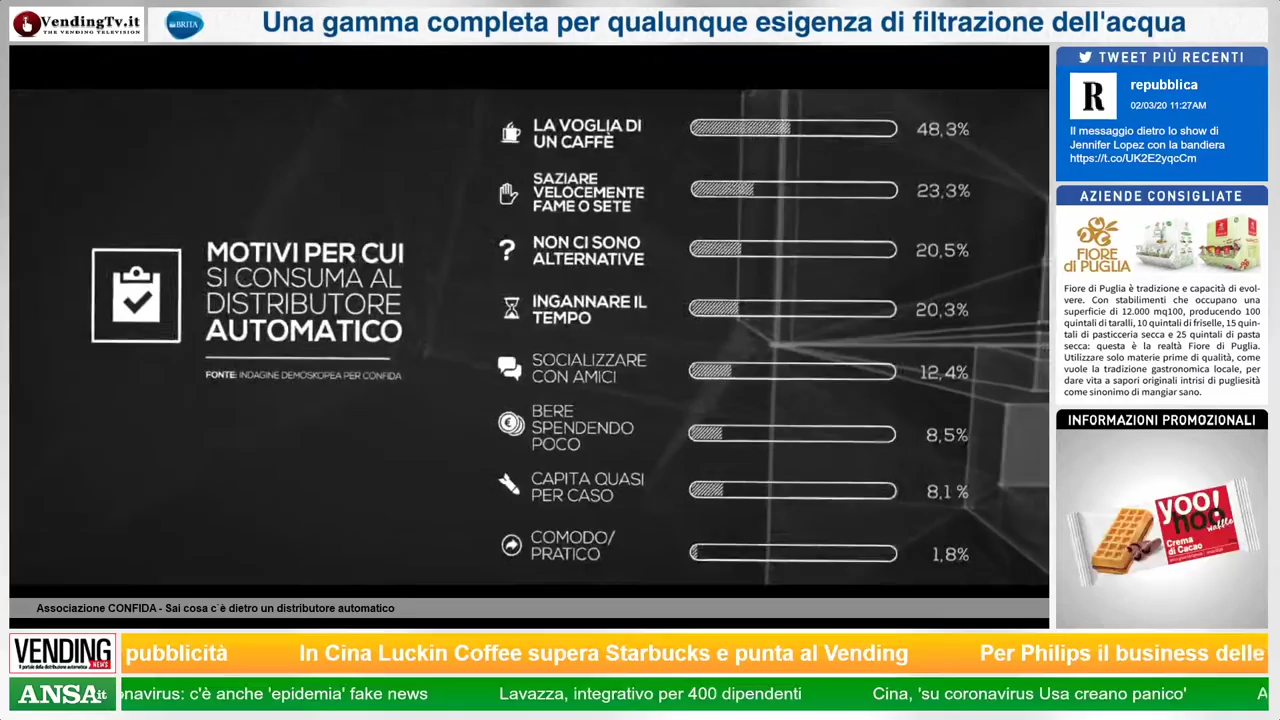 VendingTv.it
THE VENDING TELEVISION
BRITA
Una gamma completa per qualunque esigenza di filtrazione dell'acqua
MOTIVI PER CUI
SI CONSUMA AL
DISTRIBUTORE
AUTOMATICO
FONTE: INDAGINE DEMOSKOPEA PER CONFIDA
LA VOGLIA DI
UN CAFFÈ
48,3%
SAZIARE
VELOCEMENTE
FAME O SETE
23,3%
NON CI SONO
ALTERNATIVE
20,5%
INGANNARE IL
TEMPO
20,3%
SOCIALIZZARE
CON AMICI
12,4%
BERE
SPENDENDO
POCO
8,5%
CAPITA QUASI
PER CASO
8,1 %
COMODO/
PRATICO
1,8%
Associazione CONFIDA - Sai cosa c`è dietro un distributore automatico
TWEET PIÙ RECENTI
R
repubblica
02/03/20 11:27AM
Il messaggio dietro lo show di
Jennifer Lopez con la bandiera
https://t.co/UK2E2yqcCm
AZIENDE CONSIGLIATE
FIORE
di PUGLIA
Fiore di Puglia è tradizione e capacità di evol-
vere. Con stabilimenti che occupano una
superficie di 12.000 mq100, producendo 100
quintali di taralli, 10 quintali di friselle, 15 quin-
tali di pasticceria secca e 25 quintali di pasta
secca: questa è la realtà Fiore di Puglia.
Utilizzare solo materie prime di qualità, come
vuole la tradizione gastronomica locale, per
dare vita a sapori originali intrisi di pugliesità
come sinonimo di mangiar sano.
INFORMAZIONI PROMOZIONALI
yoo!
hoo
waffle
Crema
di Cacao
VENDING
NEWS
Il portale della distribuzione automatica
pubblicità
In Cina Luckin Coffee supera Starbucks e punta al Vending
Per Philips il business delle
ANSA.it
onavirus: c'è anche 'epidemia' fake news
Lavazza, integrativo per 400 dipendenti
Cina, 'su coronavirus Usa creano panico'
A